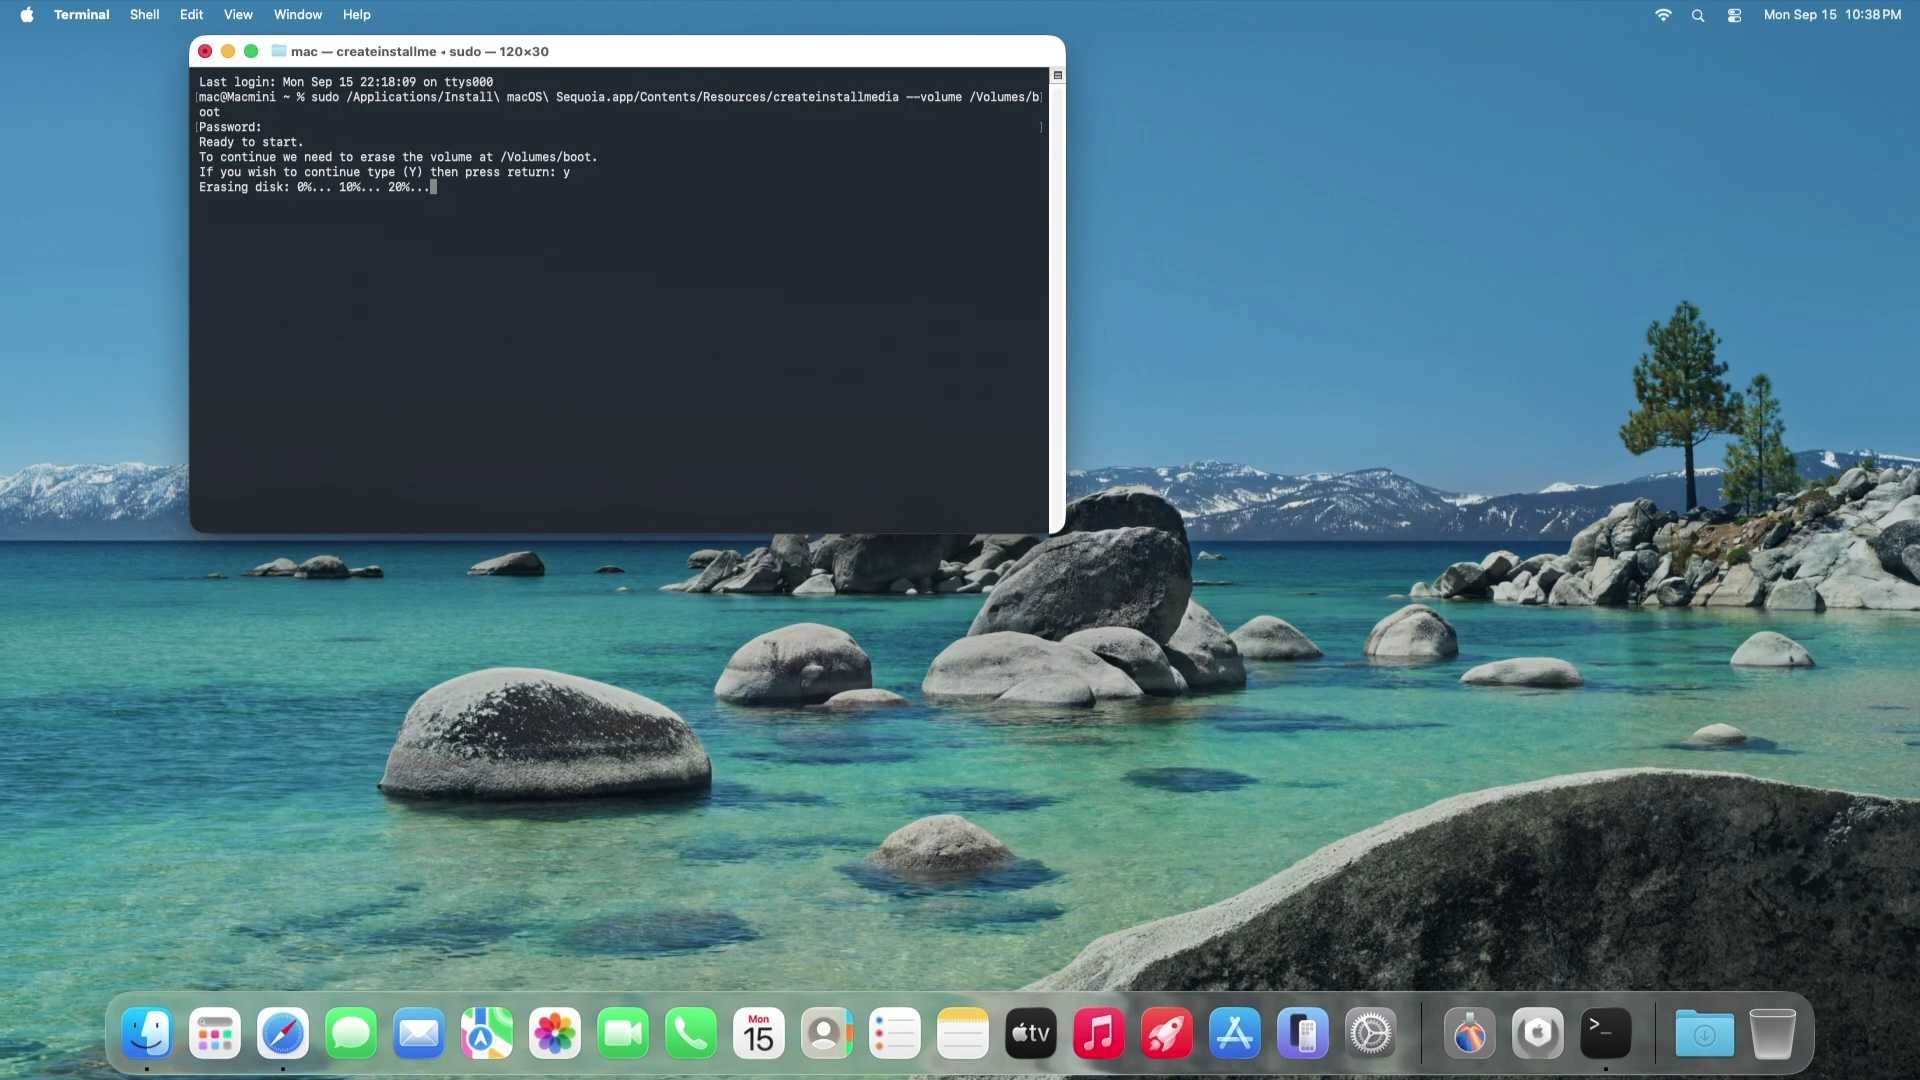 Terminal Shell Edit View Window Help Mon Sep 15 10:38 PM
mac — createinstallme ◂ sudo — 120×30
Last login: Mon Sep 15 22:18:09 on ttys000
[mac@Macmini ~ % sudo /Applications/Install\ macOS\ Sequoia.app/Contents/Resources/createinstallmedia --volume /Volumes/b]
oot
[Password: ]
Ready to start.
To continue we need to erase the volume at /Volumes/boot.
If you wish to continue type (Y) then press return: y
Erasing disk: 0%... 10%... 20%...
Mon
15
tv
>_